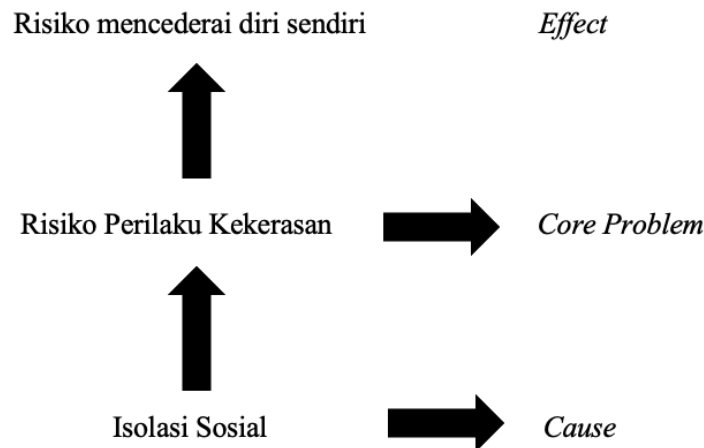 Risiko mencederai diri sendiri Effect
Risiko Perilaku Kekerasan Core Problem
Isolasi Sosial Cause